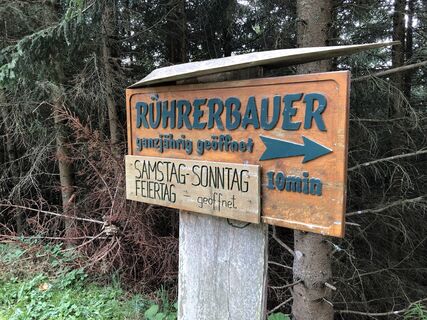 RÜHRERBAUER
ganzjährig geöffnet
SAMSTAG-SONNTAG
FEIERTAG geöffnet
10min